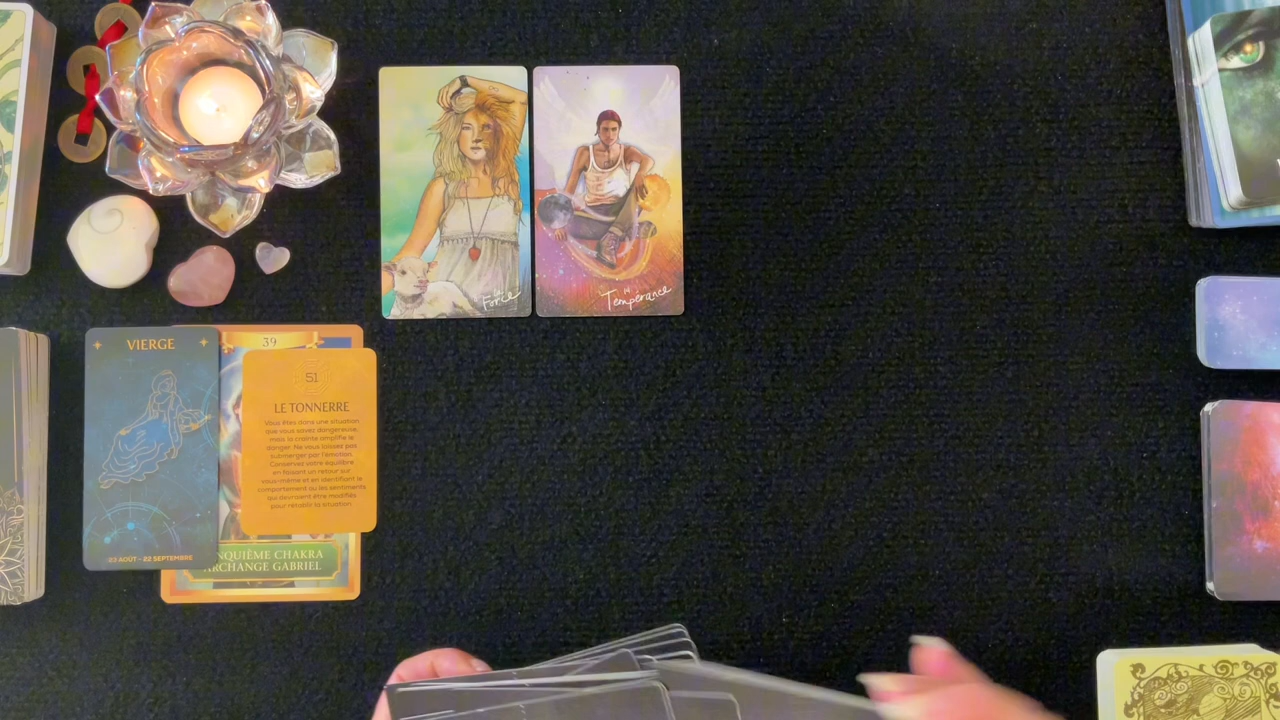 La
Force
Tempérance
VIERGE
23 AOÛT - 22 SEPTEMBRE
39
51
LE TONNERRE
Vous êtes dans une situation
que vous savez dangereuse,
mais la crainte amplifie le
danger. Ne vous laissez pas
submerger par l'émotion.
Conservez votre équilibre
en faisant un retour sur
vous-même et en identifiant le
comportement ou les sentiments
qui devraient être modifiés
pour rétablir la situation.
NQUIÈME CHAKRA
ARCHANGE GABRIEL